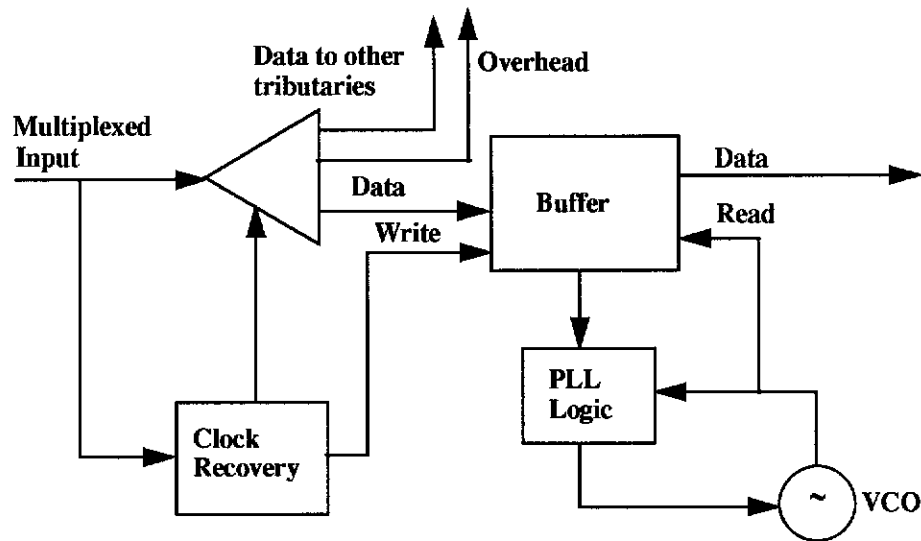 Data to other
tributaries
Overhead
Multiplexed
Input
Data
Write
Buffer
Data
Read
PLL
Logic
Clock
Recovery
~
VCO